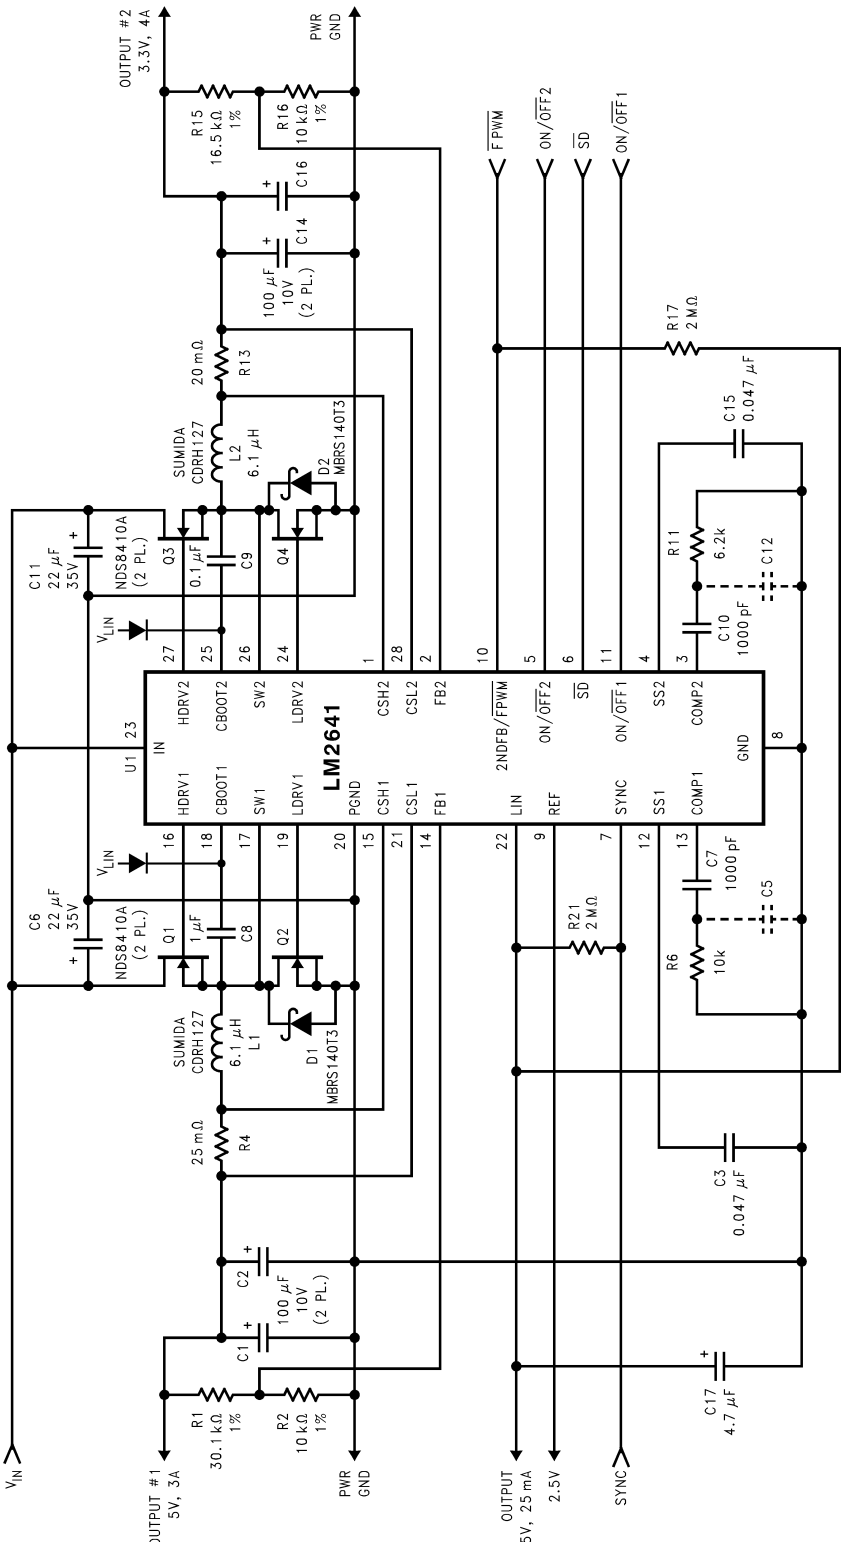 OUTPUT #2
3.3V, 4A
PWR
GND
R15
16.5 kΩ
1%
R16
10 kΩ
1%
+
C16
+
C14
100 µF
10V
(2 PL.)
20 mΩ
R13
SUMIDA
CDRH127
L2
6.1 µH
D2
MBRS140T3
C11
22 µF
35V
+
NDS8410A
(2 PL.)
Q3
0.1 µF
C9
Q4
VLIN
FPWM
ON/OFF2
SD
ON/OFF1
R17
2 MΩ
C15
0.047 µF
R11
6.2k
C12
C10
1000 pF
23
27
25
26
24
1
28
2
10
5
6
11
4
3
8
U1
IN
HDRV2
CBOOT2
SW2
LDRV2
CSH2
CSL2
FB2
2NDFB/FPWM
ON/OFF2
SD
ON/OFF1
SS2
COMP2
GND
LM2641
HDRV1
CBOOT1
SW1
LDRV1
PGND
CSH1
CSL1
FB1
LIN
REF
SYNC
SS1
COMP1
16
18
17
19
20
15
21
14
22
9
7
12
13
VLIN
C6
22 µF
35V
+
NDS8410A
(2 PL.)
Q1
1 µF
C8
Q2
SUMIDA
CDRH127
6.1 µH
L1
D1
MBRS140T3
25 mΩ
R4
C2
+
100 µF
10V
(2 PL.)
C1
+
R1
30.1 kΩ
1%
R2
10 kΩ
1%
R21
2 MΩ
C7
1000 pF
C5
R6
10k
C3
0.047 µF
C17
+
4.7 µF
VIN
OUTPUT #1
5V, 3A
PWR
GND
OUTPUT
5V, 25 mA
2.5V
SYNC